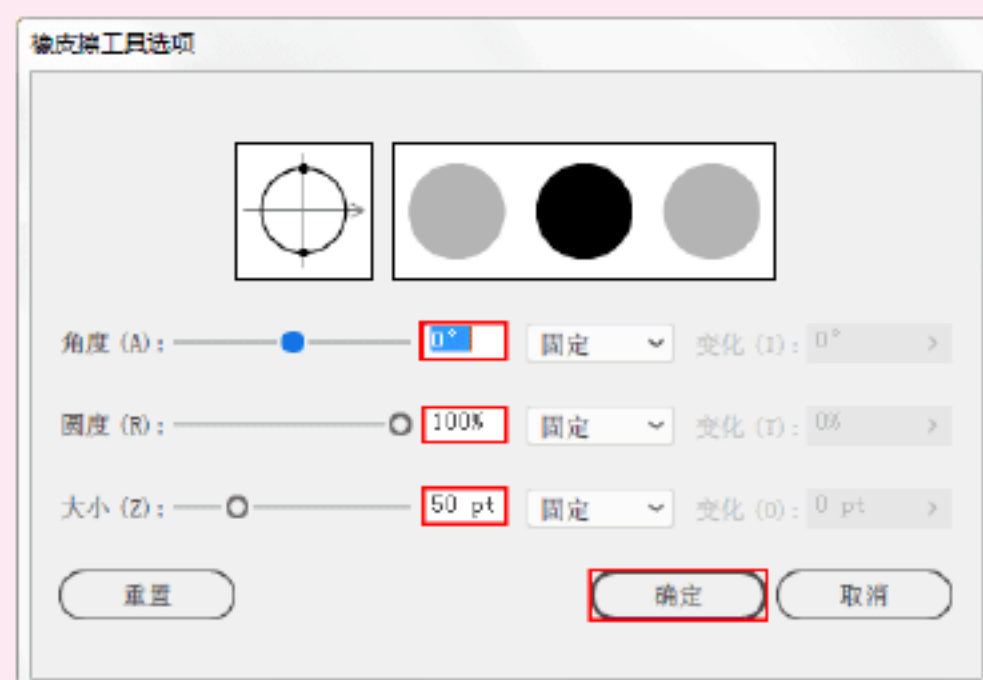 橡皮擦工具选项
角度 (A): 0° 固定 变化 (I): 0°
圆度 (R): 100% 固定 变化 (T): 0%
大小 (Z): 50 pt 固定 变化 (O): 0 pt
重置 确定 取消